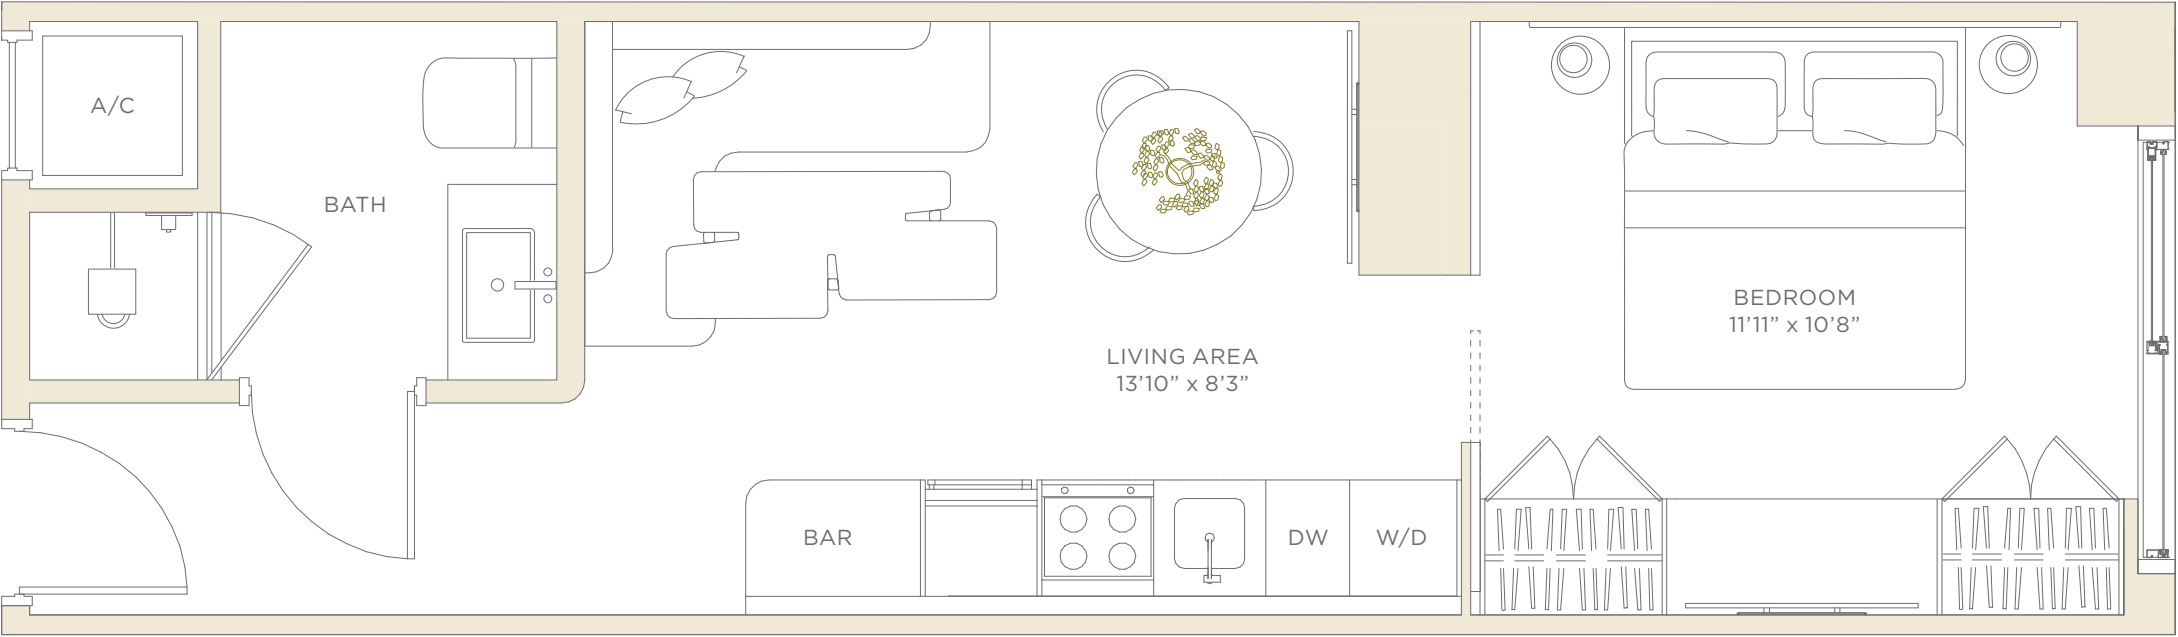 A/C
BATH
LIVING AREA
13’10” x 8’3”
BEDROOM
11’11” x 10’8”
BAR
DW
W/D